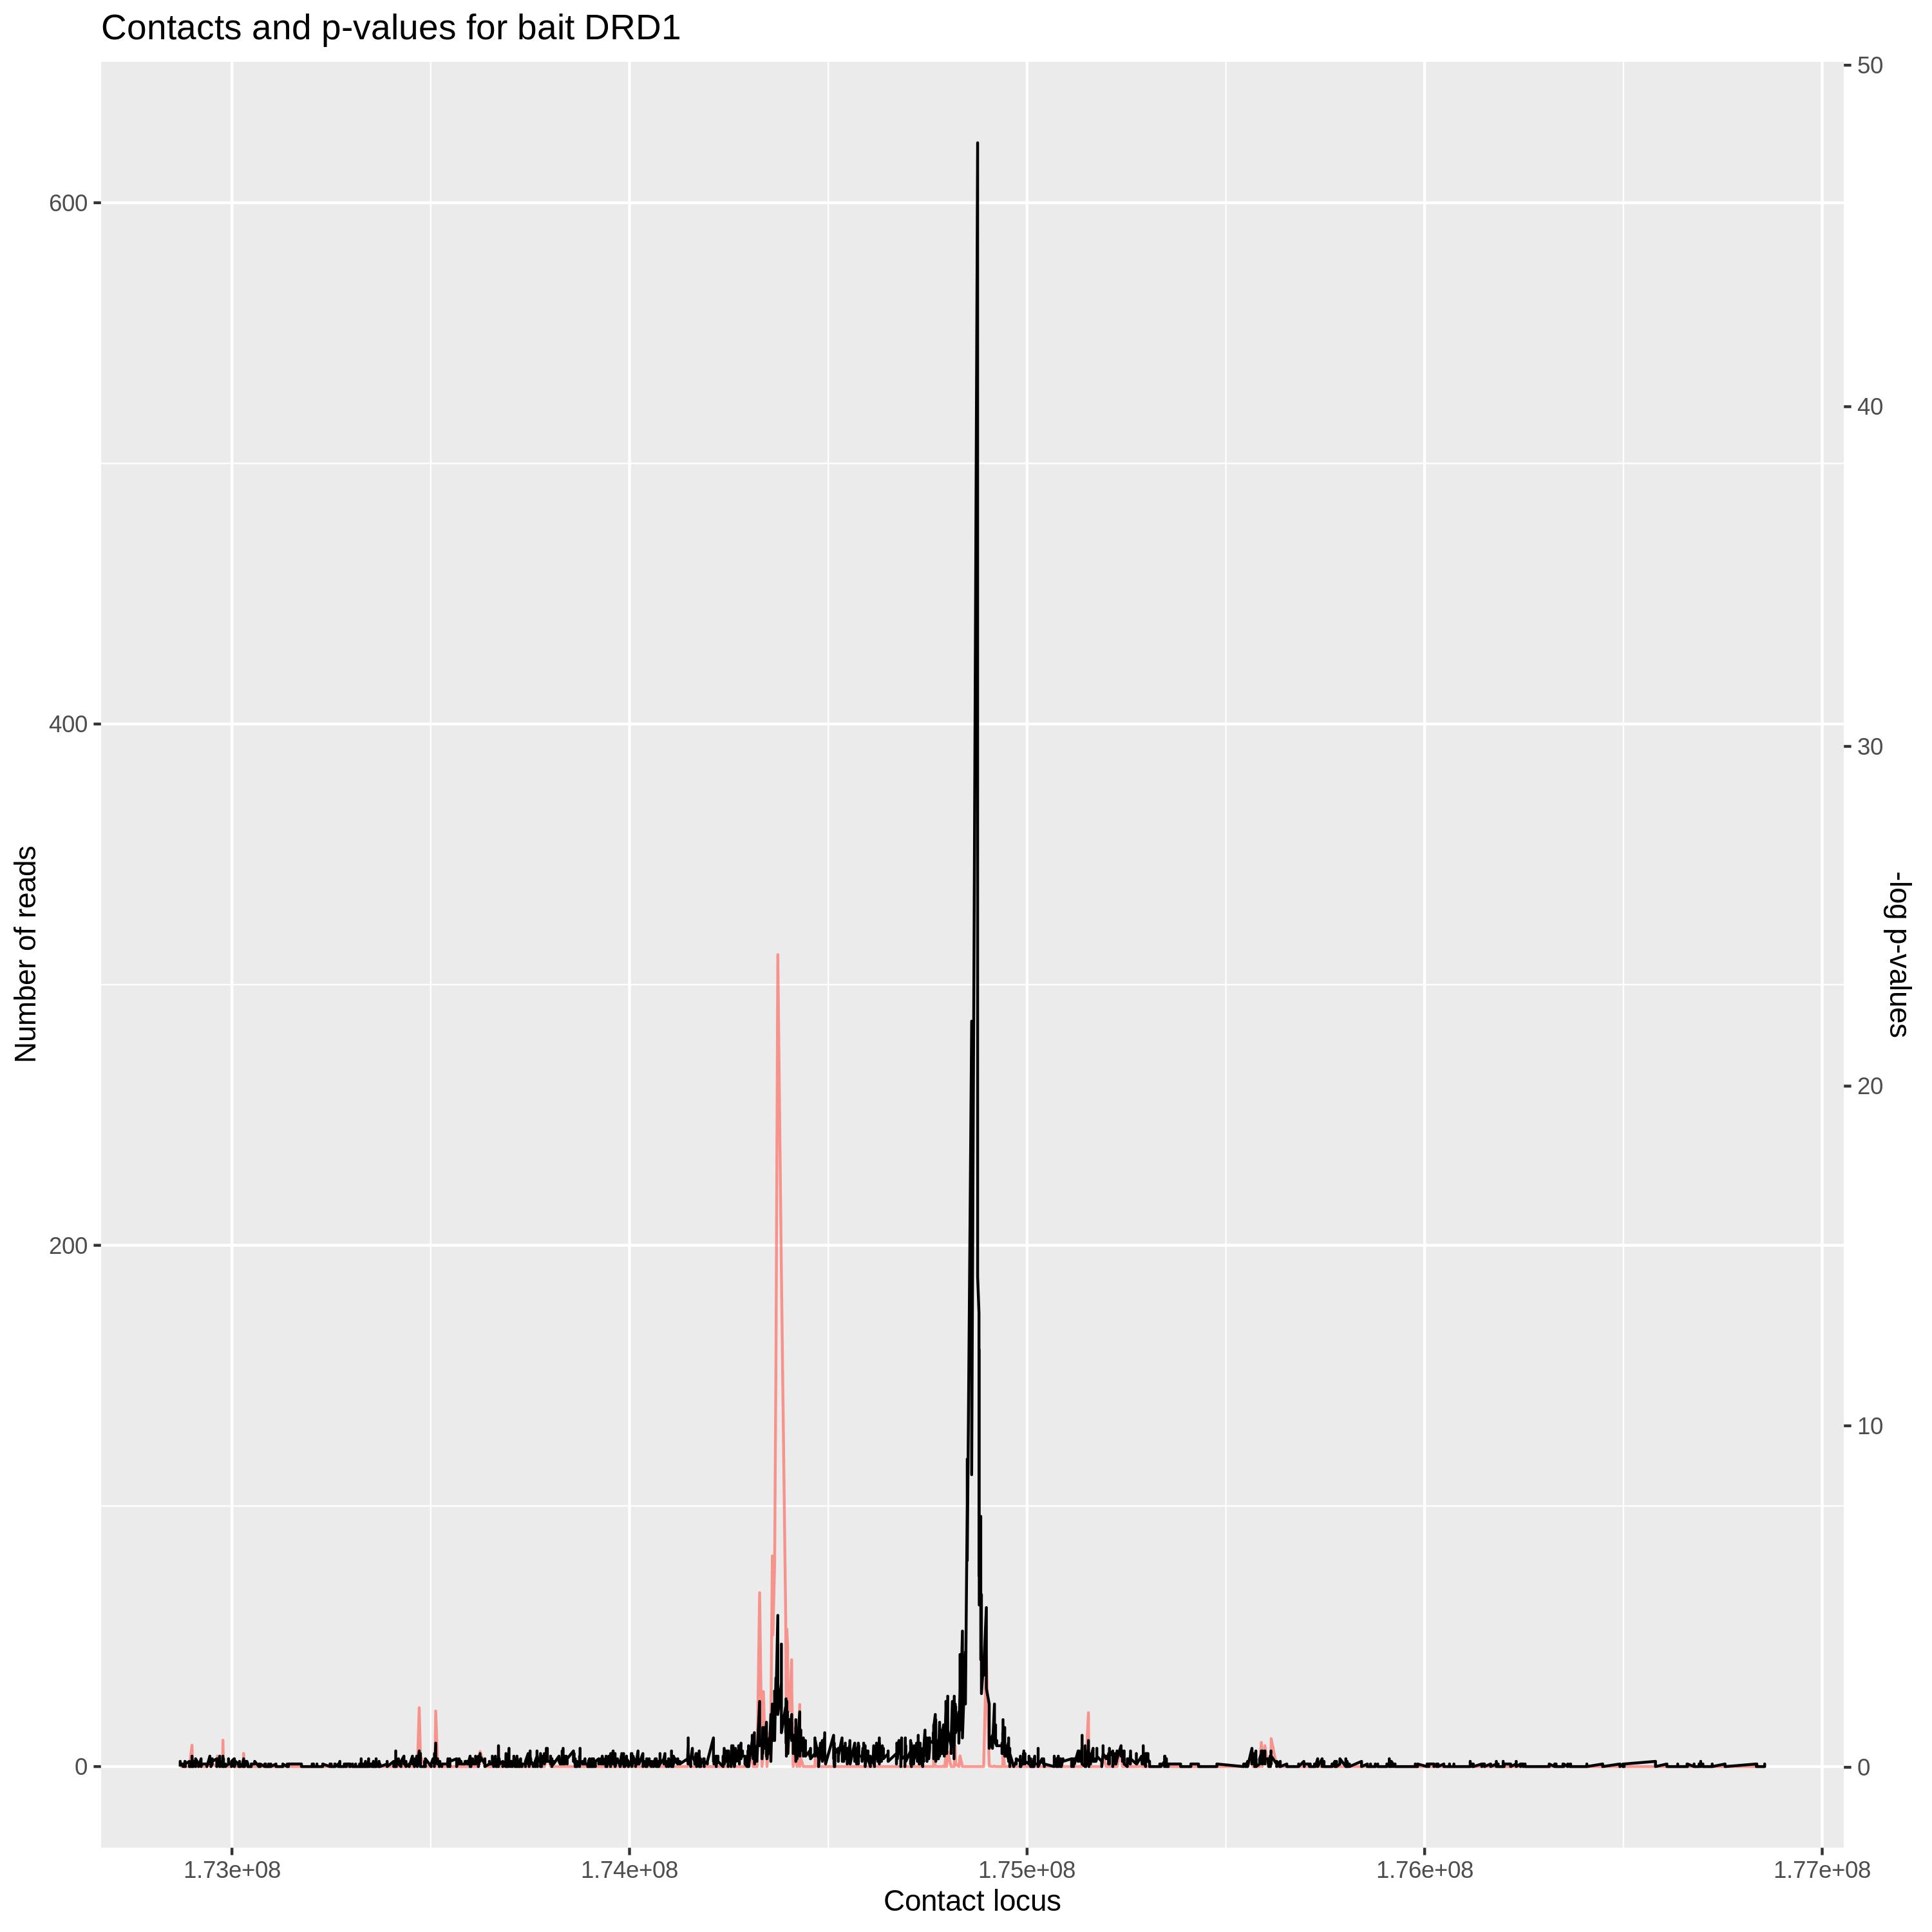 Contacts and p-values for bait DRD1
50
600
40
400
30
Number of reads
-log p-values
20
200
10
0
0
1.73e+08
1.74e+08
1.75e+08
1.76e+08
1.77e+08
Contact locus